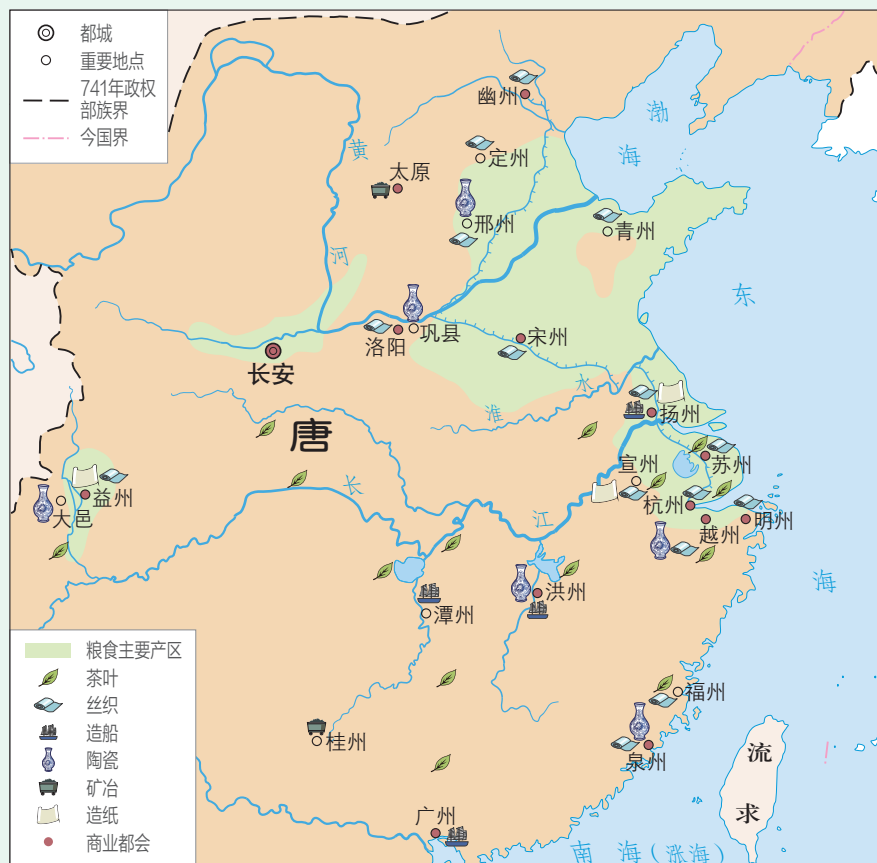 都城
重要地点
741年政权
部族界
今国界
幽州
渤
海
定州
黄
太原
邢州
青州
河
东
巩县
洛阳
宋州
长安
淮
水
扬州
唐
苏州
宣州
长
益州
大邑
杭州
明州
越州
江
海
洪州
潭州
福州
桂州
泉州
流
求
广州
南海(涨海)
粮食主要产区
茶叶
丝织
造船
陶瓷
矿冶
造纸
商业都会